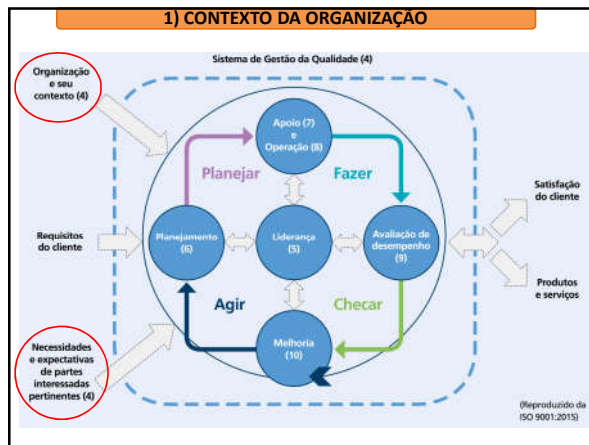 1) CONTEXTO DA ORGANIZAÇÃO
Sistema de Gestão da Qualidade (4)
Organização
e seu
contexto (4)
Apoio (7)
e
Operação (8)
Planejar
Fazer
Satisfação
do cliente
Requisitos
do cliente
Planejamento
(6)
Liderança
(5)
Avaliação de
desempenho
(9)
Agir
Checar
Produtos
e serviços
Necessidades
e expectativas
de partes
interessadas
pertinentes (4)
Melhoria
(10)
(Reproduzido da
ISO 9001:2015)